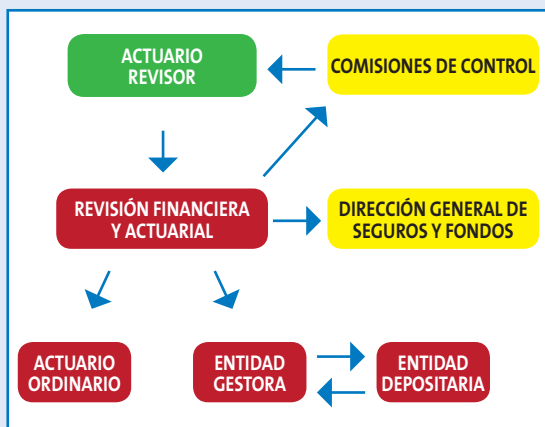 ACTUARIO
REVISOR
COMISIONES DE CONTROL
REVISIÓN FINANCIERA
Y ACTUARIAL
DIRECCIÓN GENERAL DE
SEGUROS Y FONDOS
ACTUARIO
ORDINARIO
ENTIDAD
GESTORA
ENTIDAD
DEPOSITARIA